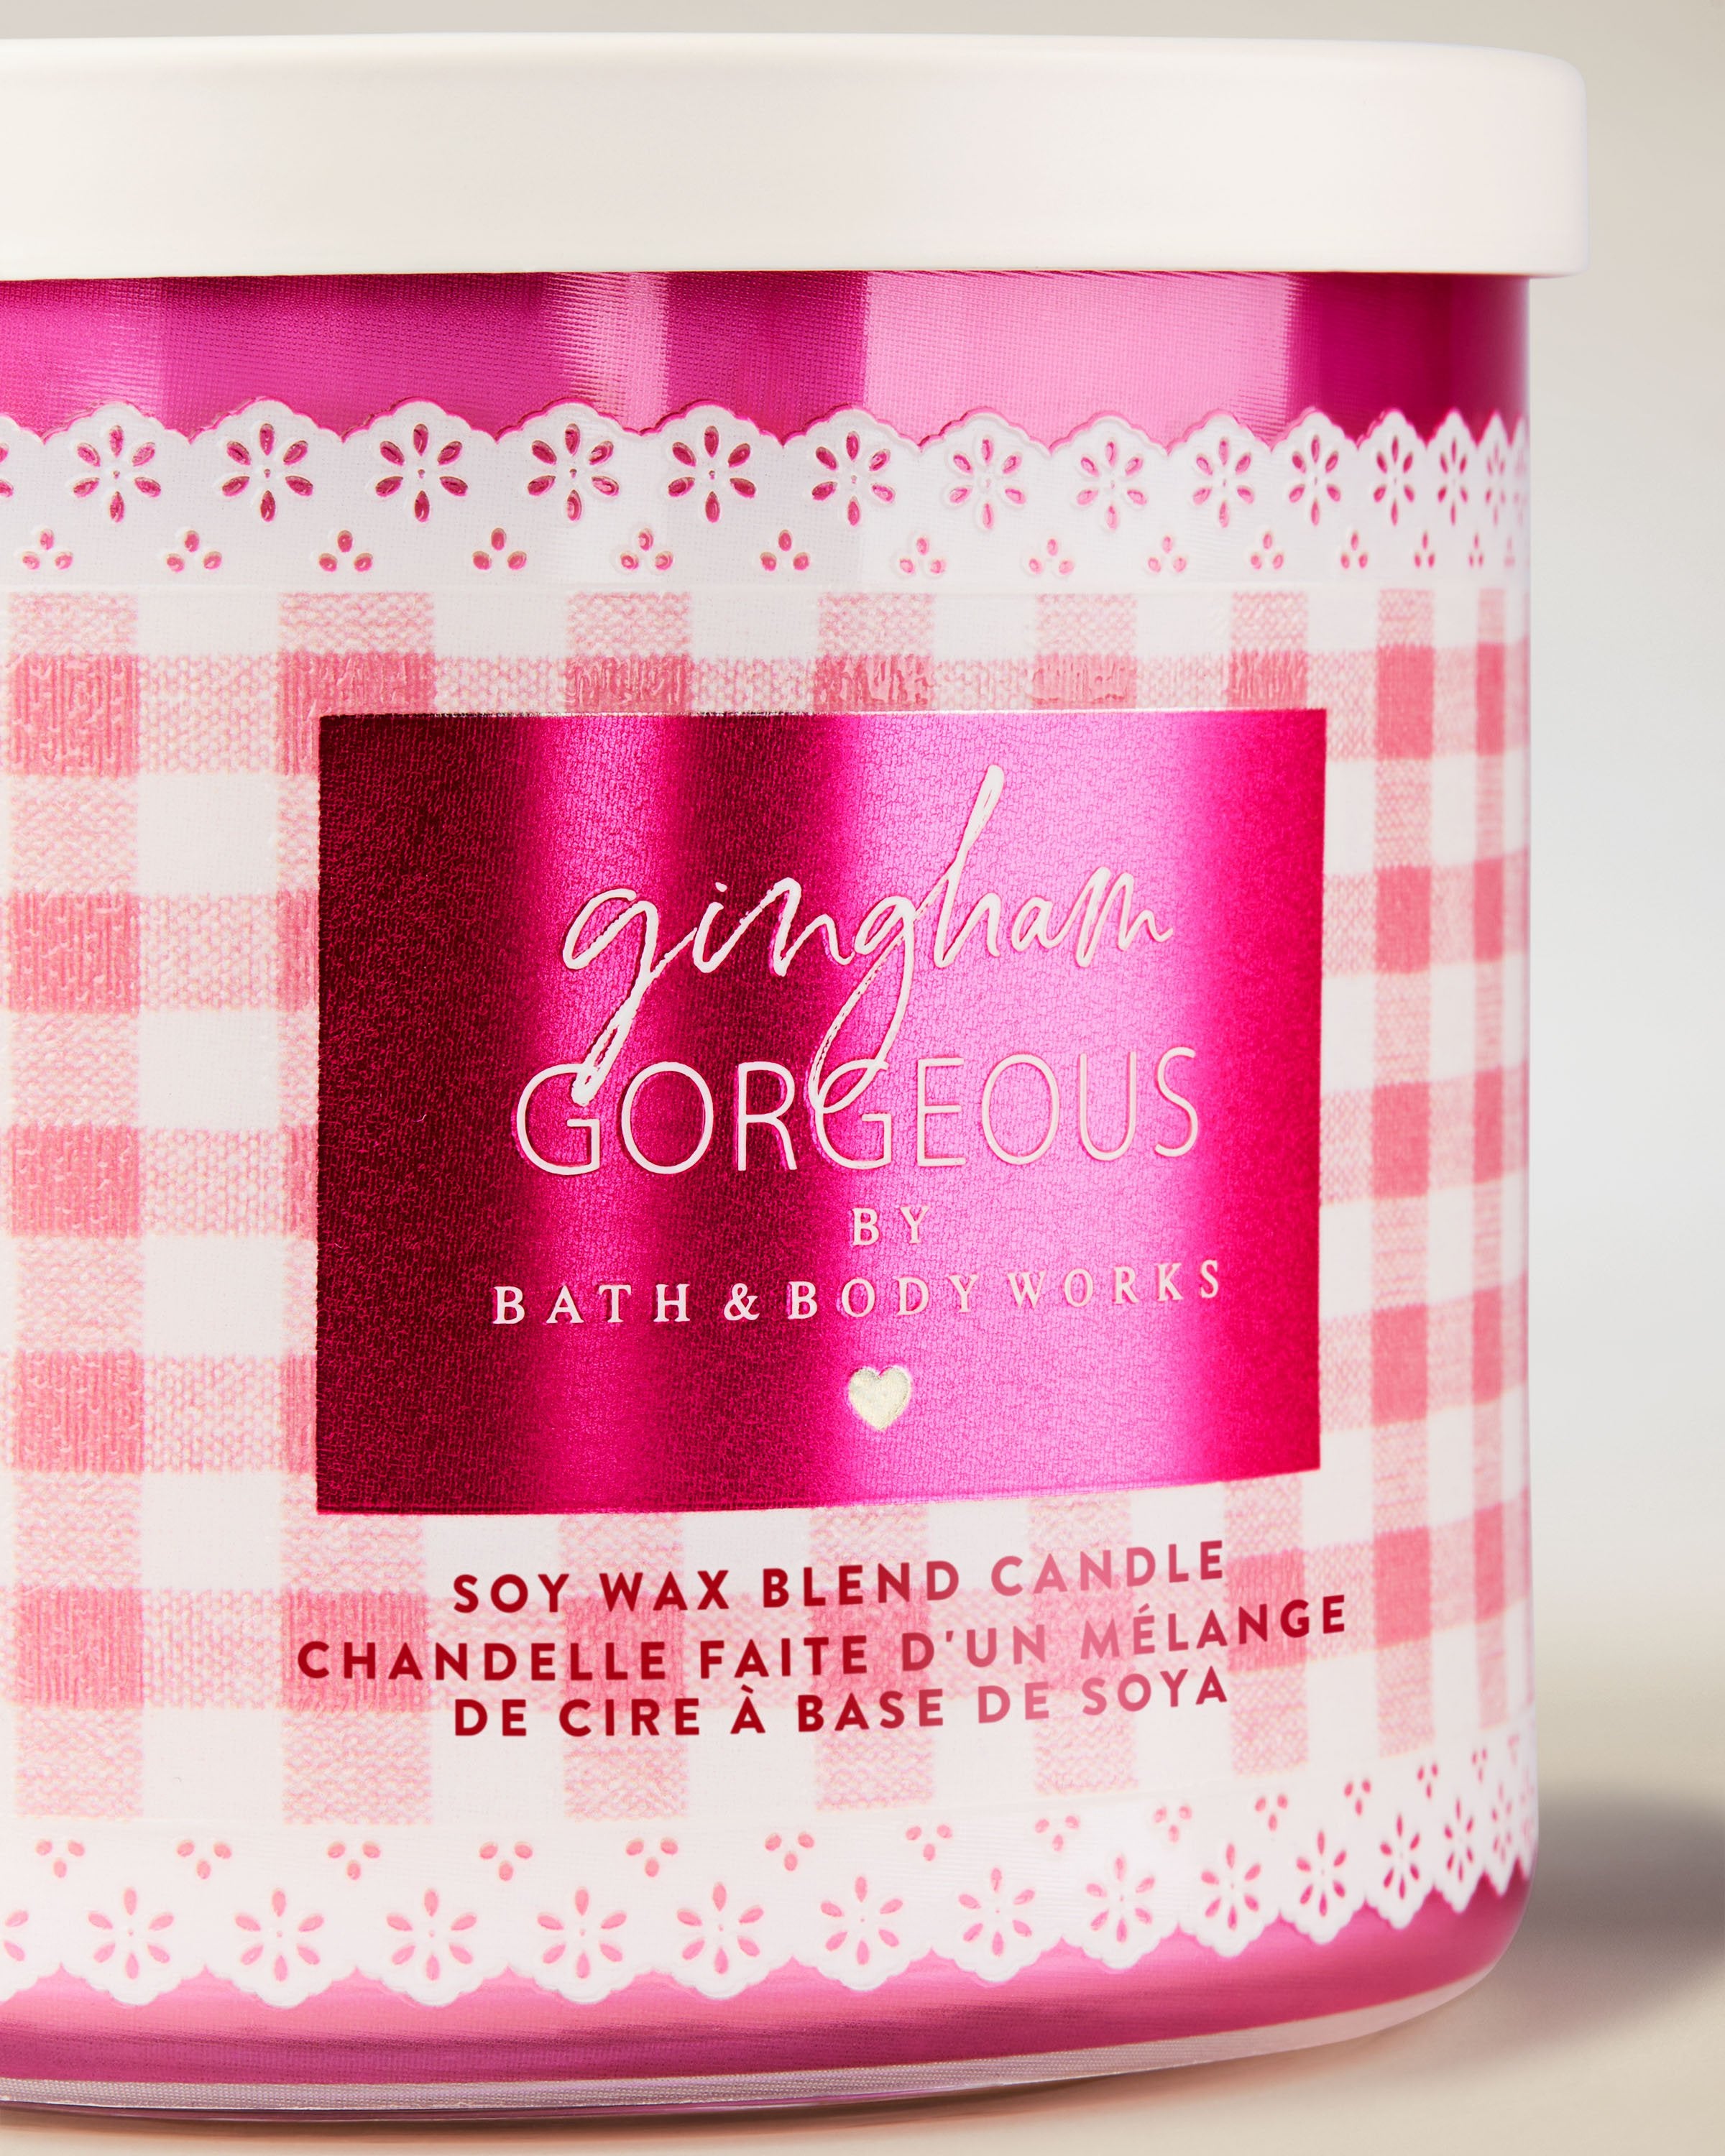 gingham
GORGEOUS
BY
BATH & BODY WORKS
SOY WAX BLEND CANDLE
CHANDELLE FAITE D'UN MÉLANGE
DE CIRE À BASE DE SOYA